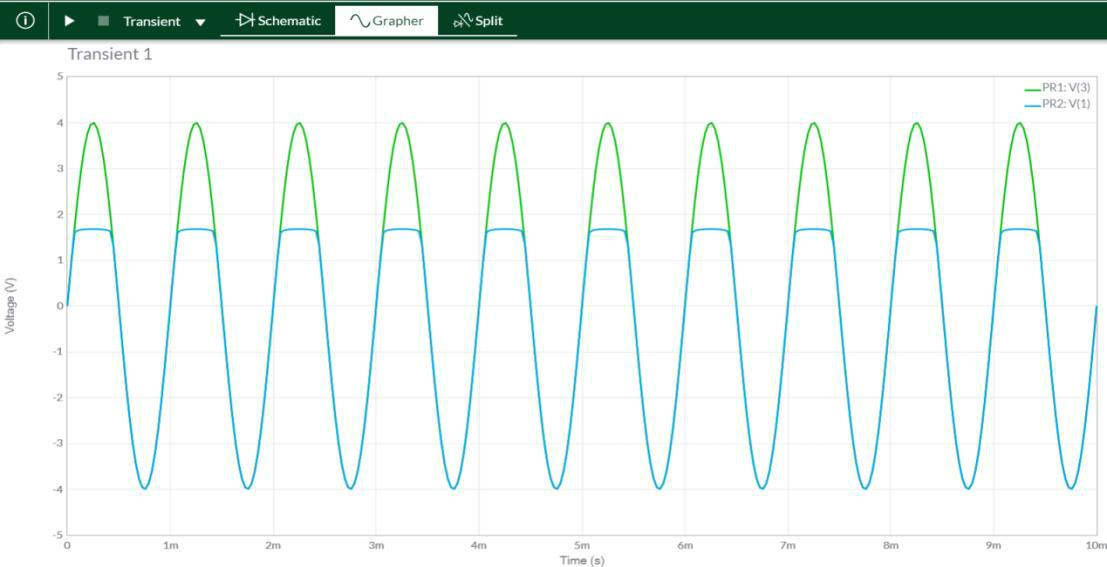 Transient Schematic Grapher Split
Transient 1
PR1: V(3)
PR2: V(1)
5
4
3
2
1
0
-1
-2
-3
-4
-5
Voltage (V)
0 1m 2m 3m 4m 5m 6m 7m 8m 9m 10m
Time (s)